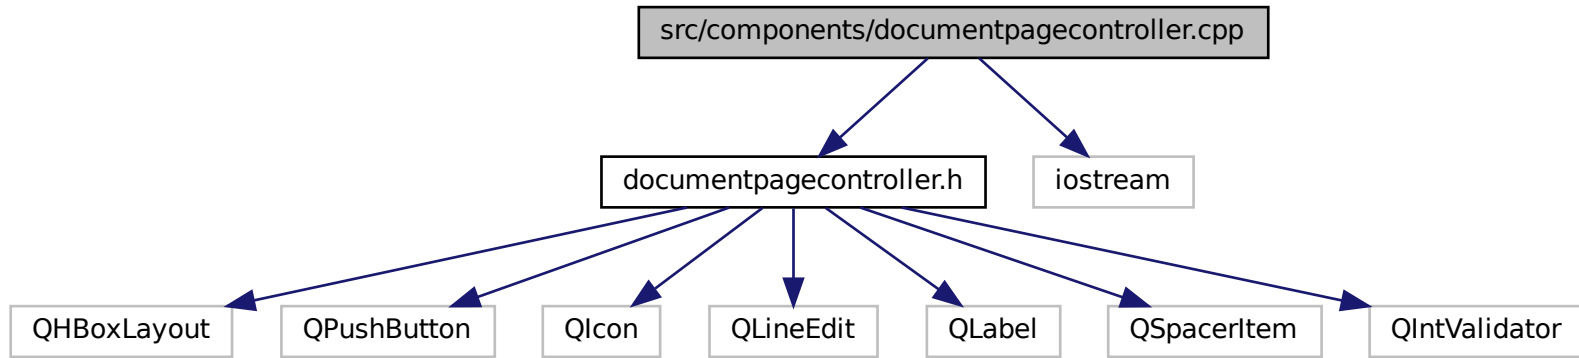 src/components/documentpagecontroller.cpp
documentpagecontroller.h
iostream
QHBoxLayout
QPushButton
QIcon
QLineEdit
QLabel
QSpacerItem
QIntValidator